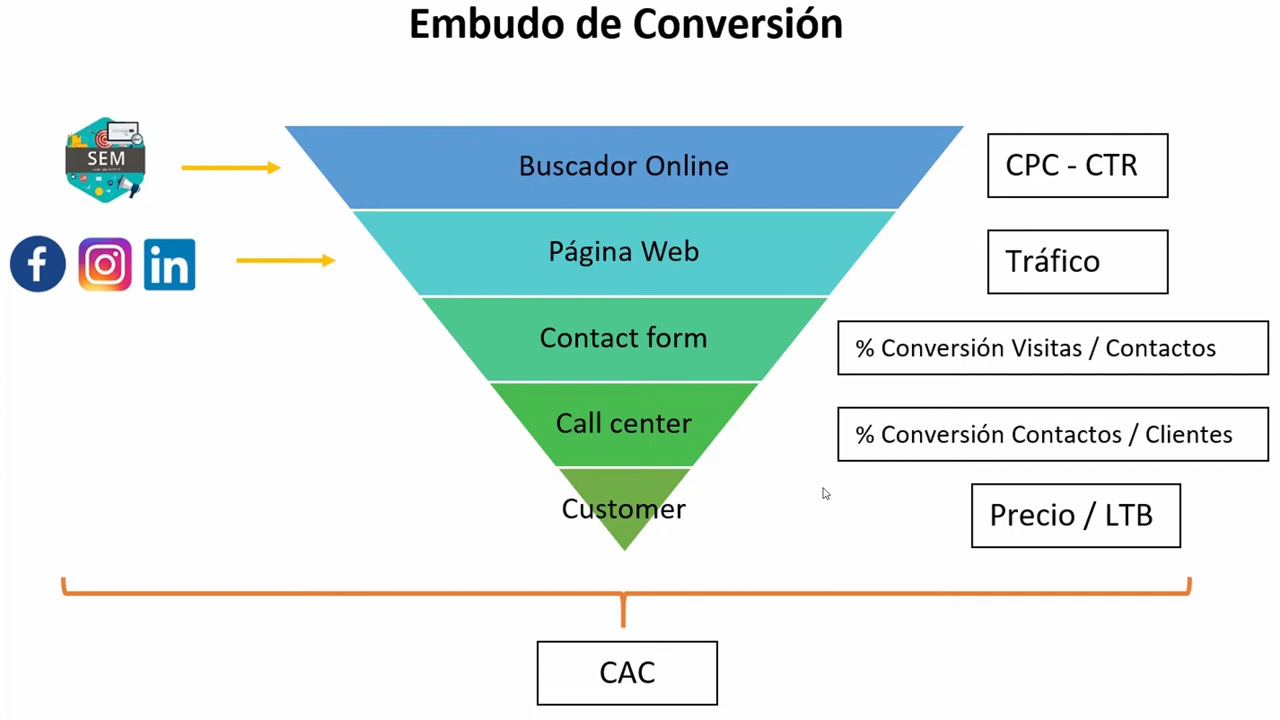 Embudo de Conversión
SEM
Buscador Online
CPC - CTR
f
in
Página Web
Tráfico
Contact form
% Conversión Visitas / Contactos
Call center
% Conversión Contactos / Clientes
Customer
Precio / LTB
CAC